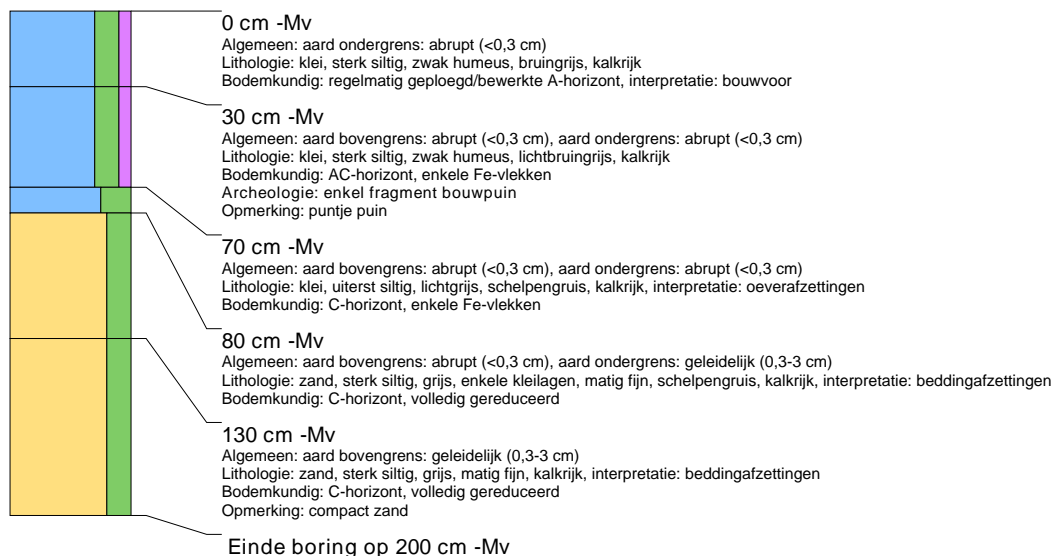 0 cm -Mv
Algemeen: aard ondergrens: abrupt (<0,3 cm)
Lithologie: klei, sterk siltig, zwak humeus, bruingrijs, kalkrijk
Bodemkundig: regelmatig geploegd/bewerkte A-horizont, interpretatie: bouwvoor
30 cm -Mv
Algemeen: aard bovengrens: abrupt (<0,3 cm), aard ondergrens: abrupt (<0,3 cm)
Lithologie: klei, sterk siltig, zwak humeus, lichtbruingrijs, kalkrijk
Bodemkundig: AC-horizont, enkele Fe-vlekken
Archeologie: enkel fragment bouwpuin
Opmerking: puntje puin
70 cm -Mv
Algemeen: aard bovengrens: abrupt (<0,3 cm), aard ondergrens: abrupt (<0,3 cm)
Lithologie: klei, uiterst siltig, lichtgrijs, schelpengruis, kalkrijk, interpretatie: oeverafzettingen
Bodemkundig: C-horizont, enkele Fe-vlekken
80 cm -Mv
Algemeen: aard bovengrens: abrupt (<0,3 cm), aard ondergrens: geleidelijk (0,3-3 cm)
Lithologie: zand, sterk siltig, grijs, enkele kleilagen, matig fijn, schelpengruis, kalkrijk, interpretatie: beddingafzettingen
Bodemkundig: C-horizont, volledig gereduceerd
130 cm -Mv
Algemeen: aard bovengrens: geleidelijk (0,3-3 cm)
Lithologie: zand, sterk siltig, grijs, matig fijn, kalkrijk, interpretatie: beddingafzettingen
Bodemkundig: C-horizont, volledig gereduceerd
Opmerking: compact zand
Einde boring op 200 cm -Mv